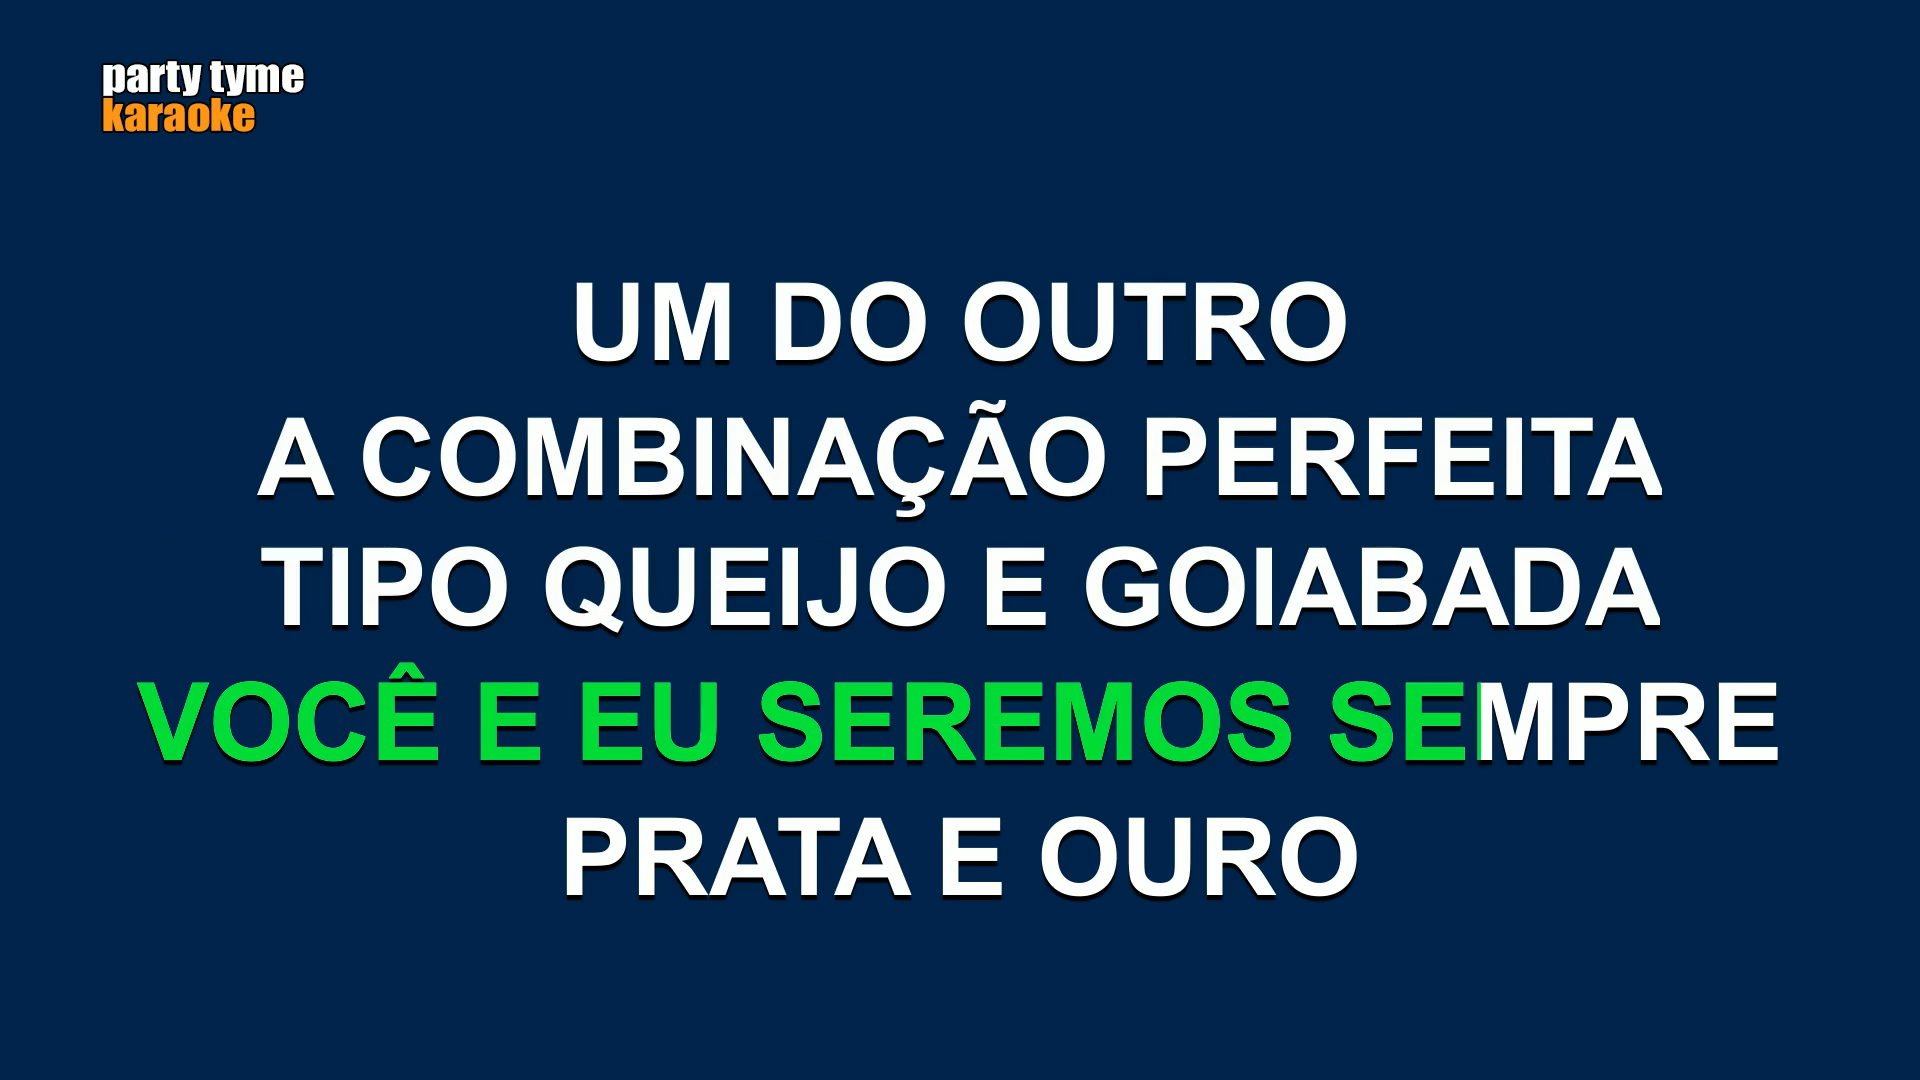 party tyme
karaoke
UM DO OUTRO
A COMBINAÇÃO PERFEITA
TIPO QUEIJO E GOIABADA
VOCÊ E EU SEREMOS SEMPRE
PRATA E OURO